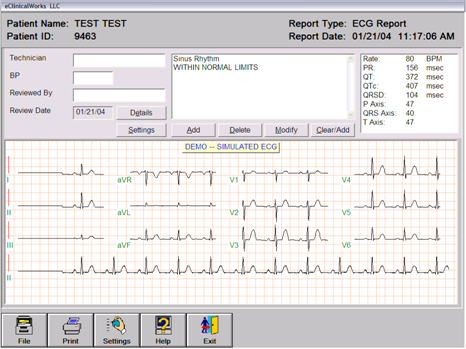 eClinicalWorks LLC
Patient Name: TEST TEST Report Type: ECG Report
Patient ID: 9463 Report Date: 01/21/04 11:17:06 AM
Technician
BP
Reviewed By
Review Date 01/21/04 Details
Settings
Sinus Rhythm
WITHIN NORMAL LIMITS
Add Delete Modify Clear/Add
Rate: 80 BPM
PR: 156 msec
QT: 372 msec
QTc: 407 msec
QRSD: 104 msec
P Axis: 47
QRS Axis: 40
T Axis: 47
DEMO -- SIMULATED ECG
I aVR V1 V4
II aVL V2 V5
III aVF V3 V6
II
File Print Settings Help Exit